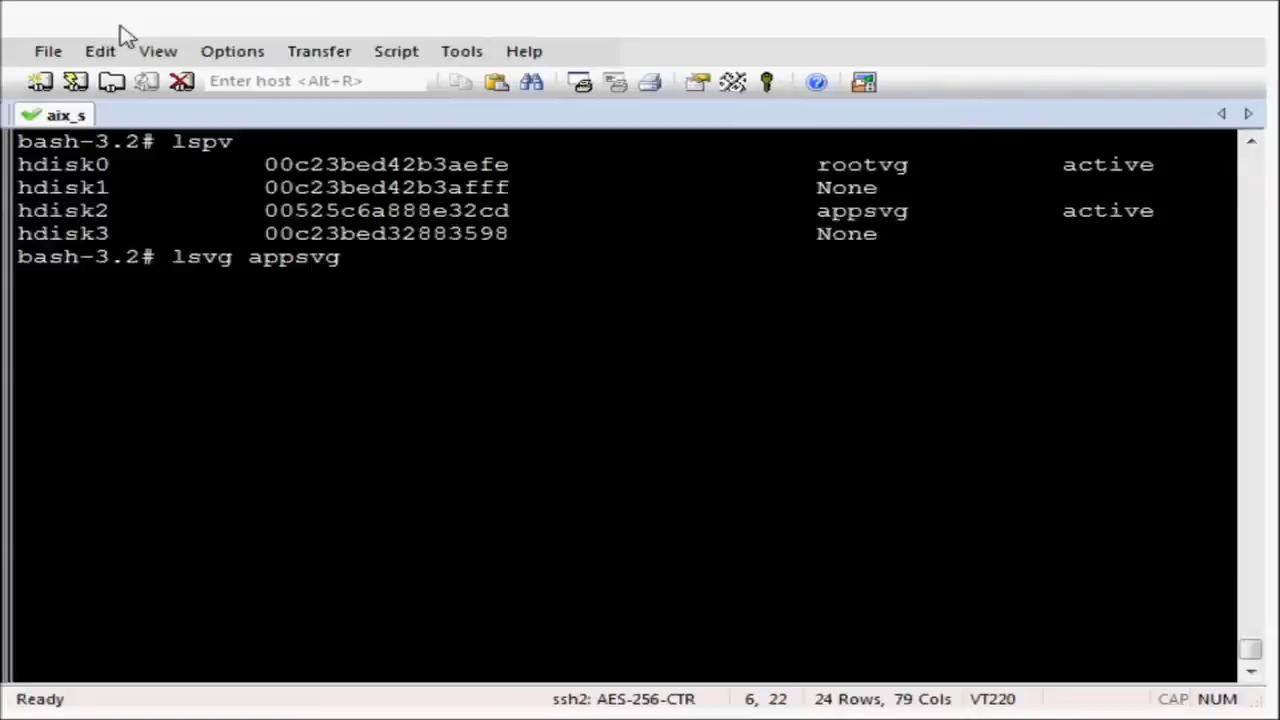 File Edit View Options Transfer Script Tools Help
Enter host <Alt+R>
aix_s
bash-3.2# lspv
hdisk0 00c23bed42b3aefe rootvg active
hdisk1 00c23bed42b3afff None
hdisk2 00525c6a888e32cd appsvg active
hdisk3 00c23bed32883598 None
bash-3.2# lsvg appsvg
Ready ssh2: AES-256-CTR 6, 22 24 Rows, 79 Cols VT220 CAP NUM